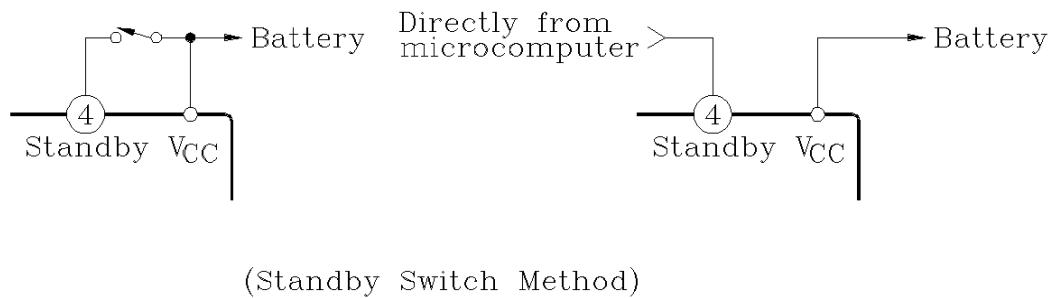 Battery
4
Standby VCC
Directly from
microcomputer
Battery
4
Standby VCC
(Standby Switch Method)